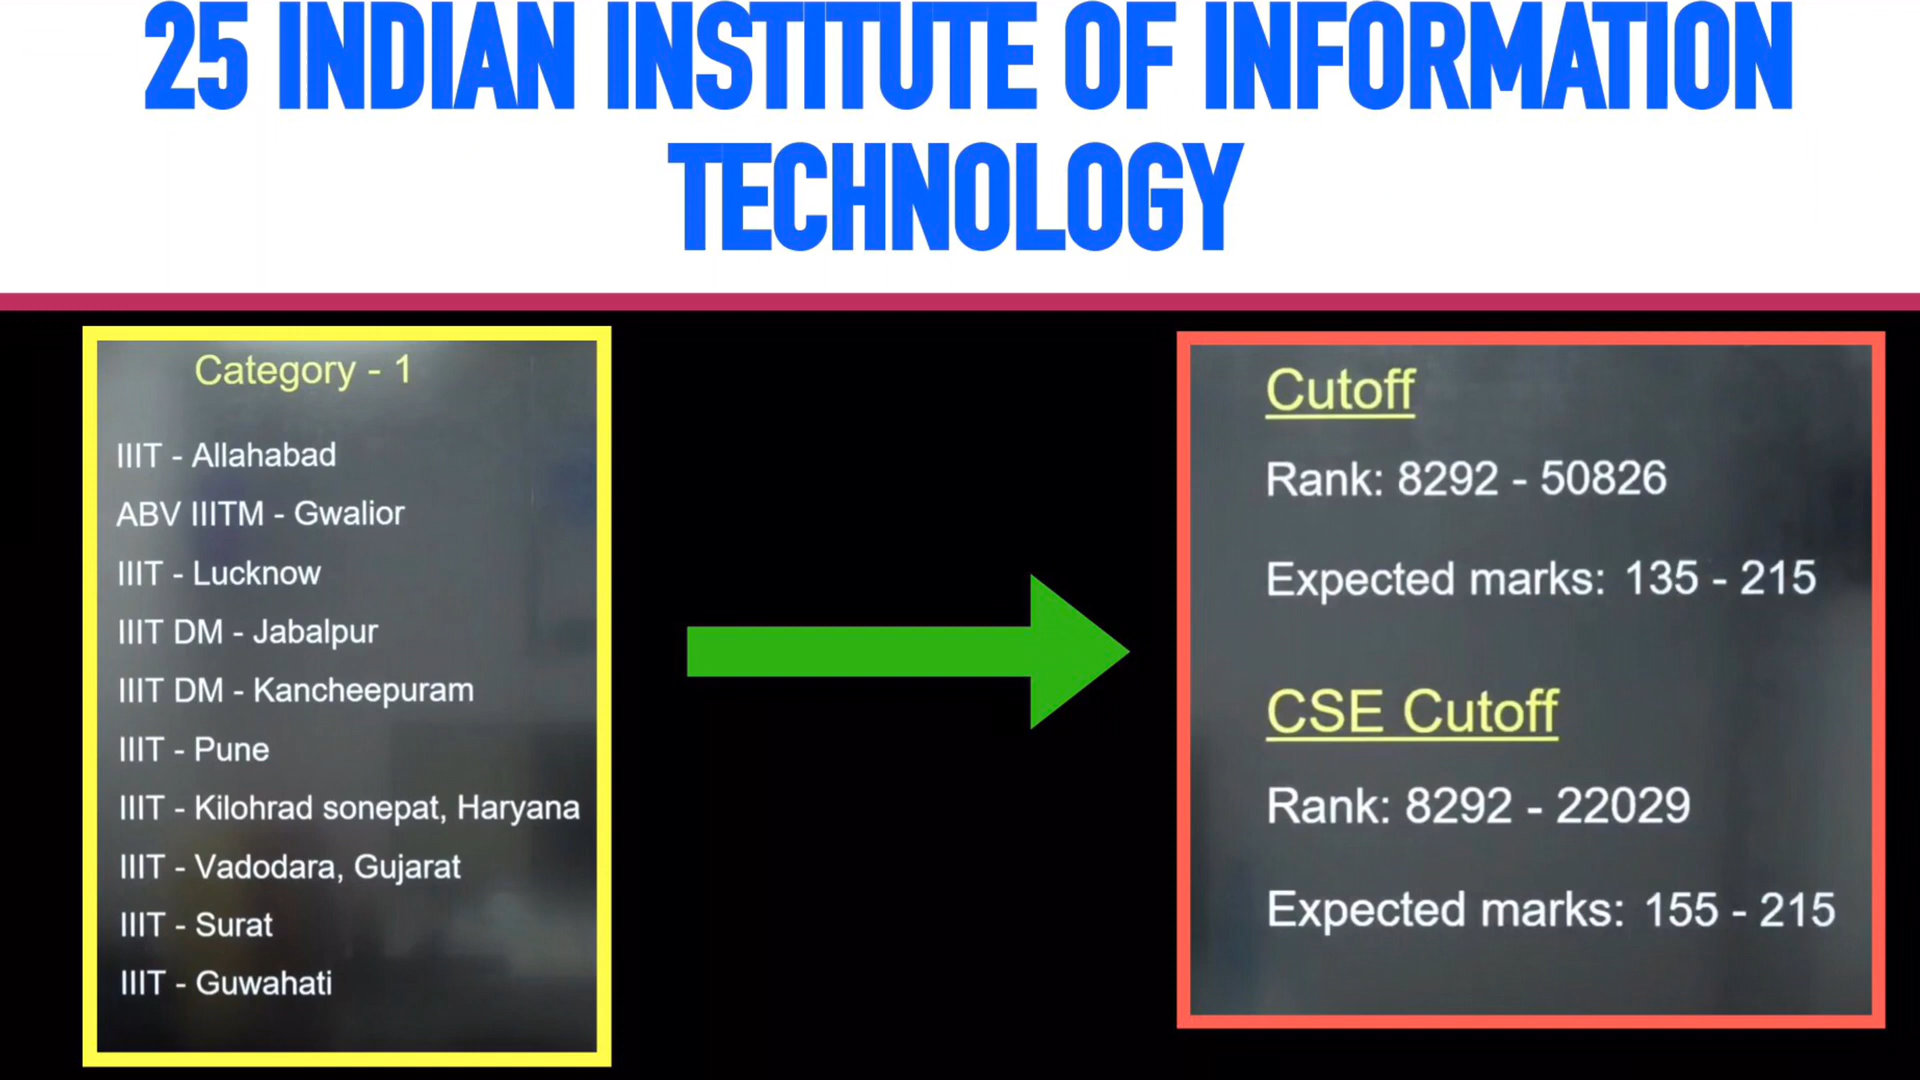 25 INDIAN INSTITUTE OF INFORMATION
TECHNOLOGY
Category - 1
IIIT - Allahabad
ABV IIITM - Gwalior
IIIT - Lucknow
IIIT DM - Jabalpur
IIIT DM - Kancheepuram
IIIT - Pune
IIIT - Kilohrad sonepat, Haryana
IIIT - Vadodara, Gujarat
IIIT - Surat
IIIT - Guwahati
Cutoff
Rank: 8292 - 50826
Expected marks: 135 - 215
CSE Cutoff
Rank: 8292 - 22029
Expected marks: 155 - 215